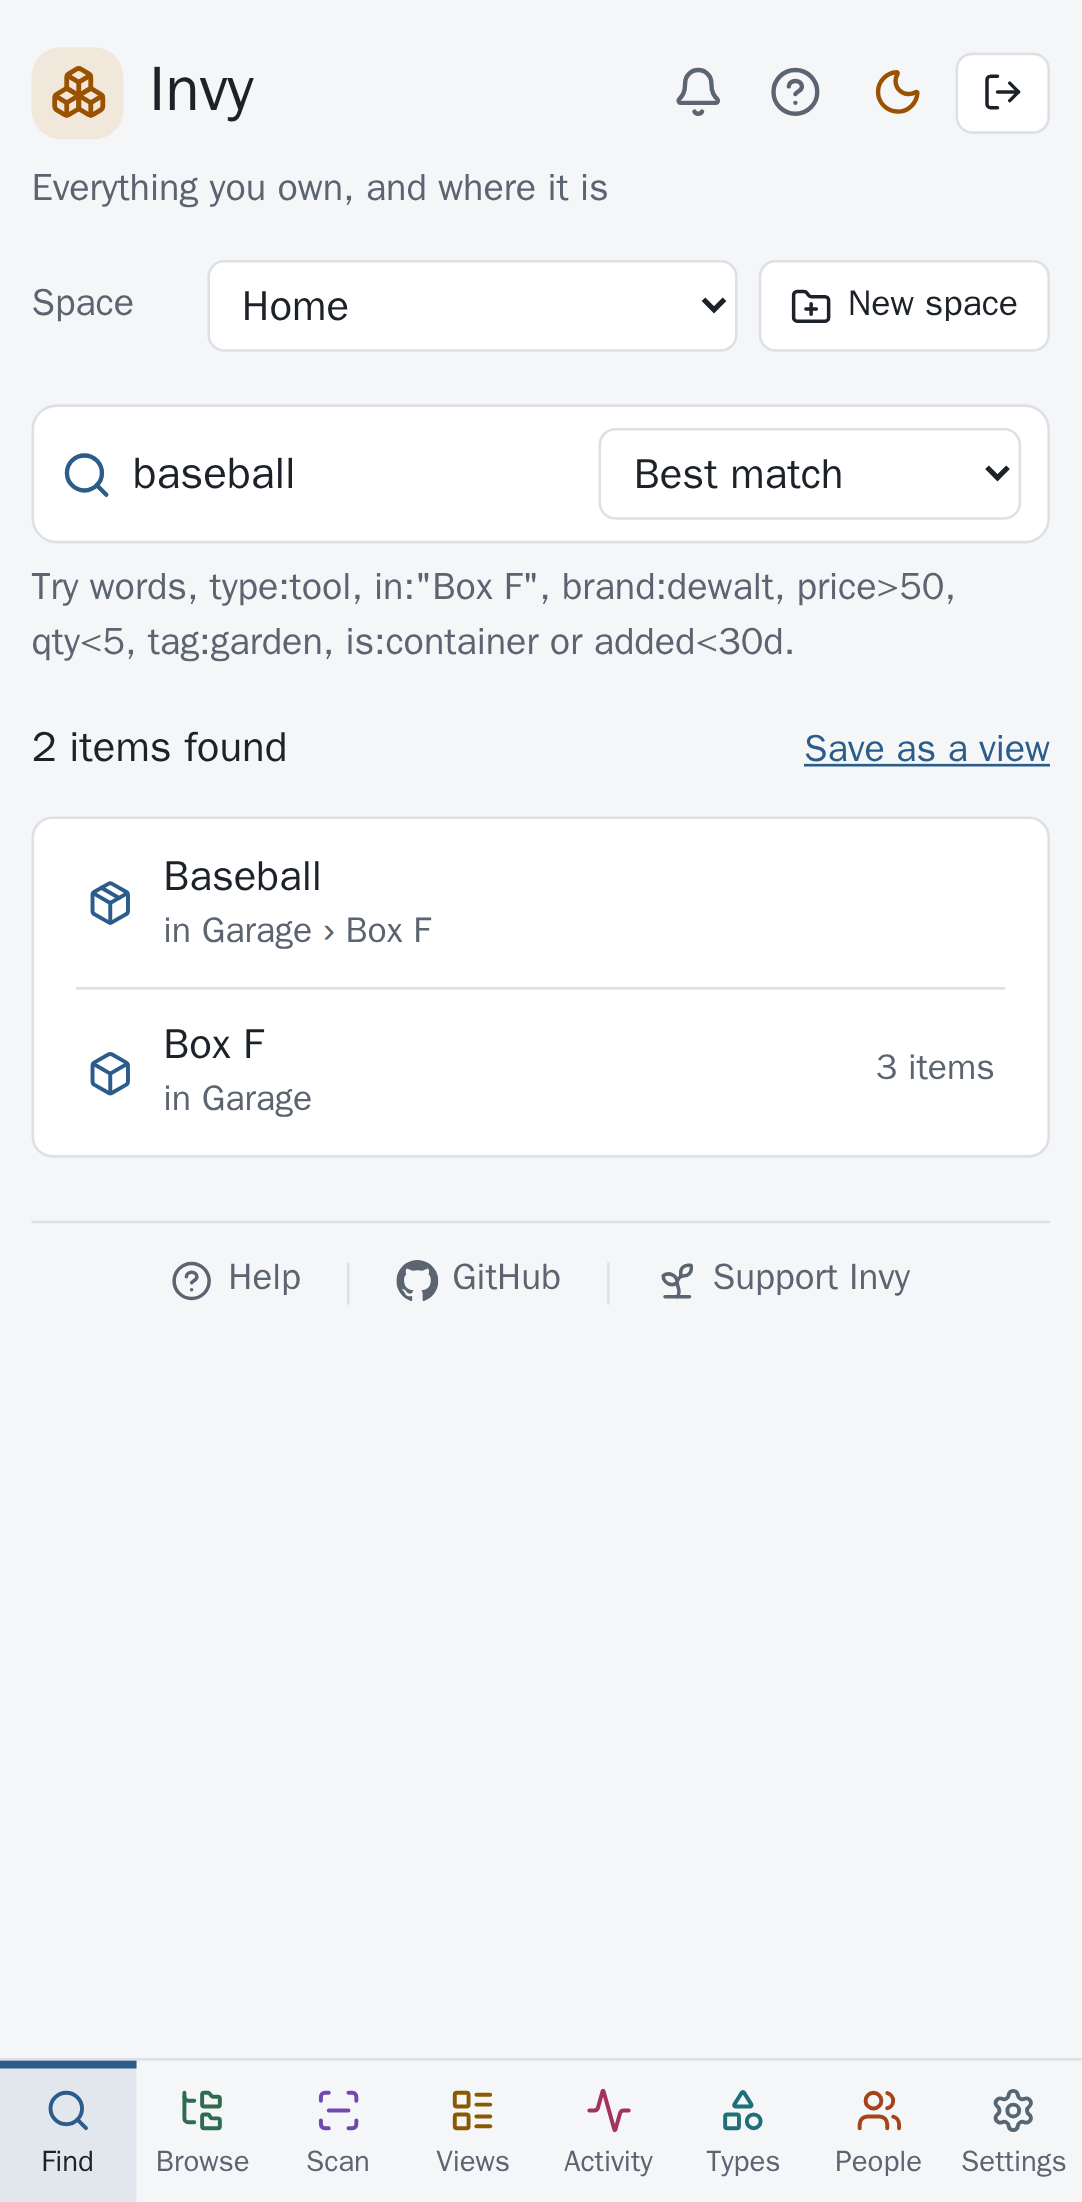 Invy
Everything you own, and where it is
Space
Home
New space
baseball
Best match
Try words, type:tool, in:"Box F", brand:dewalt, price>50,
qty<5, tag:garden, is:container or added<30d.
2 items found
Save as a view
Baseball
in Garage › Box F
Box F
in Garage
3 items
Help
GitHub
Support Invy
Find
Browse
Scan
Views
Activity
Types
People
Settings